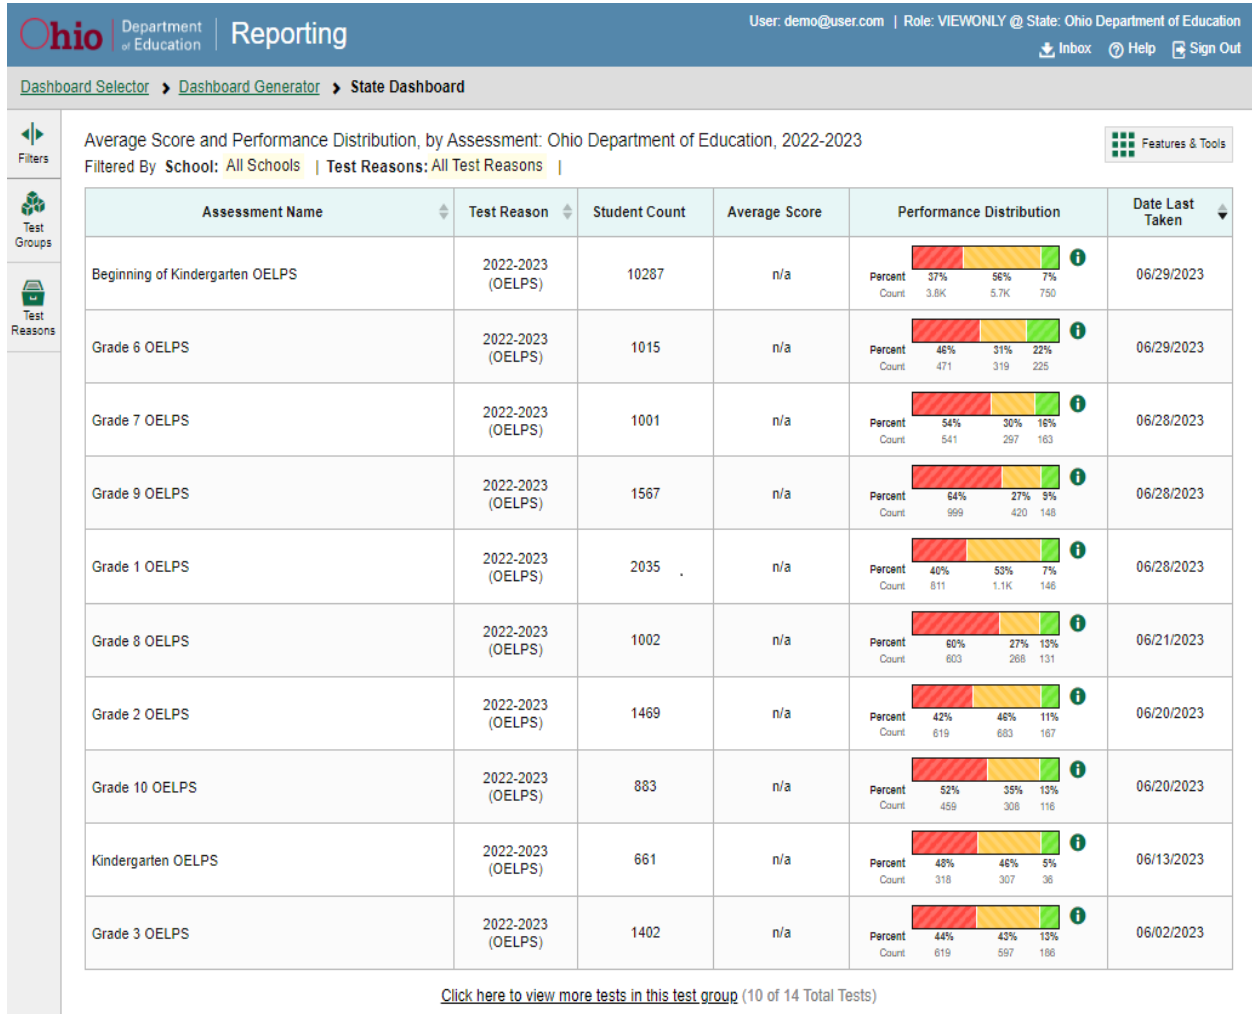 Ohio Department of Education Reporting
User: demo@user.com | Role: VIEWONLY @ State: Ohio Department of Education
Inbox Help Sign Out
Dashboard Selector Dashboard Generator State Dashboard
Filters
Test Groups
Test Reasons
Average Score and Performance Distribution, by Assessment: Ohio Department of Education, 2022-2023
Features & Tools
Filtered By School: All Schools | Test Reasons: All Test Reasons |
Assessment Name Test Reason Student Count Average Score Performance Distribution Date Last Taken
Beginning of Kindergarten OELPS 2022-2023 (OELPS) 10287 n/a 06/29/2023
Percent 37% 56% 7%
Count 3.8K 5.7K 750
Grade 6 OELPS 2022-2023 (OELPS) 1015 n/a 06/29/2023
Percent 46% 31% 22%
Count 471 319 225
Grade 7 OELPS 2022-2023 (OELPS) 1001 n/a 06/28/2023
Percent 54% 30% 16%
Count 541 297 163
Grade 9 OELPS 2022-2023 (OELPS) 1567 n/a 06/28/2023
Percent 64% 27% 9%
Count 999 420 148
Grade 1 OELPS 2022-2023 (OELPS) 2035 n/a 06/28/2023
Percent 40% 53% 7%
Count 811 1.1K 146
Grade 8 OELPS 2022-2023 (OELPS) 1002 n/a 06/21/2023
Percent 60% 27% 13%
Count 603 268 131
Grade 2 OELPS 2022-2023 (OELPS) 1469 n/a 06/20/2023
Percent 42% 46% 11%
Count 619 683 167
Grade 10 OELPS 2022-2023 (OELPS) 883 n/a 06/20/2023
Percent 52% 35% 13%
Count 459 308 116
Kindergarten OELPS 2022-2023 (OELPS) 661 n/a 06/13/2023
Percent 48% 46% 5%
Count 318 307 36
Grade 3 OELPS 2022-2023 (OELPS) 1402 n/a 06/02/2023
Percent 44% 43% 13%
Count 619 597 186
Click here to view more tests in this test group (10 of 14 Total Tests)